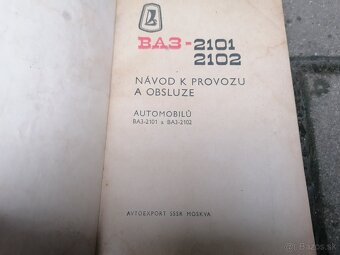 ВАЗ-2101
2102
NÁVOD K PROVOZU
A OBSLUZE
AUTOMOBILŮ
ВАЗ-2101 a ВАЗ-2102
AVTOEXPORT SSSR MOSKVA
bazos.sk